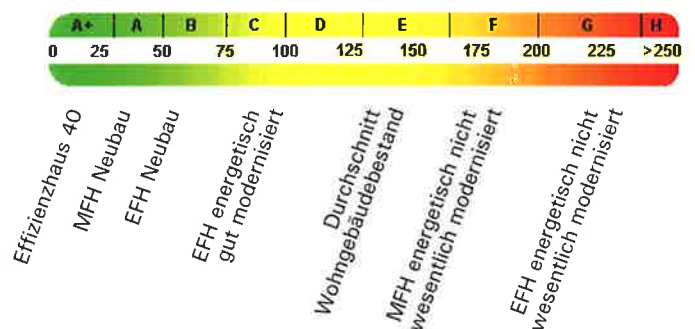 A+ A B C D E F G H
0 25 50 75 100 125 150 175 200 225 >250
Effizienzhaus 40
MFH Neubau
EFH Neubau
EFH energetisch
gut modernisiert
Durchschnitt
Wohngebäudebestand
MFH energetisch nicht
wesentlich modernisiert
EFH energetisch nicht
wesentlich modernisiert